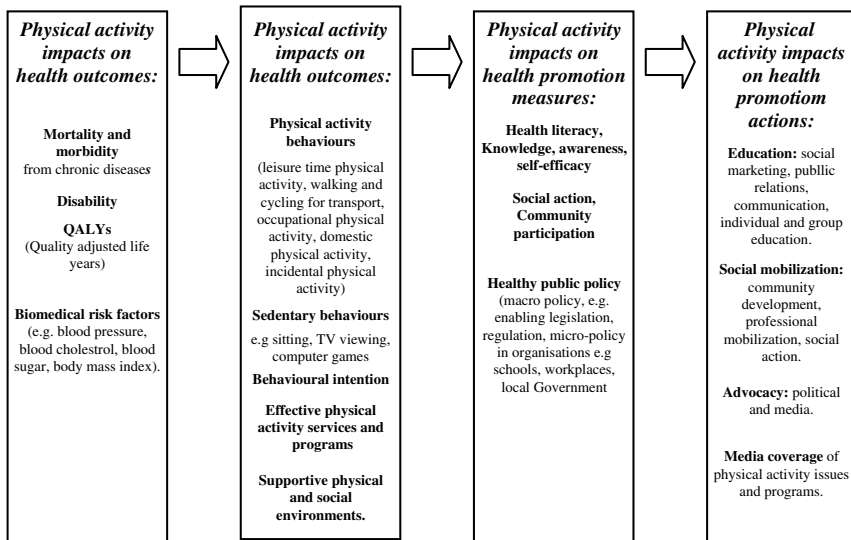 Physical activity
impacts on
health outcomes:
Mortality and
morbidity
from chronic diseases
Disability
QALYs
(Quality adjusted life
years)
Biomedical risk factors
(e.g. blood pressure,
blood cholestrol, blood
sugar, body mass index).
Physical activity
impacts on
health outcomes:
Physical activity
behaviours
(leisure time physical
activity, walking and
cycling for transport,
occupational physical
activity, domestic
physical activity,
incidental physical
activity)
Sedentary behaviours
e.g sitting, TV viewing,
computer games
Behavioural intention
Effective physical
activity services and
programs
Supportive physical
and social
environments.
Physical activity
impacts on
health promotion
measures:
Health literacy,
Knowledge, awareness,
self-efficacy
Social action,
Community
participation
Healthy public policy
(macro policy, e.g.
enabling legislation,
regulation, micro-policy
in organisations e.g
schools, workplaces,
local Government
Physical
activity impacts
on health
promotiom
actions:
Education: social
marketing, publlic
relations,
communication,
individual and group
education.
Social mobilization:
community
development,
professional
mobilization, social
action.
Advocacy: political
and media.
Media coverage of
physical activity issues
and programs.